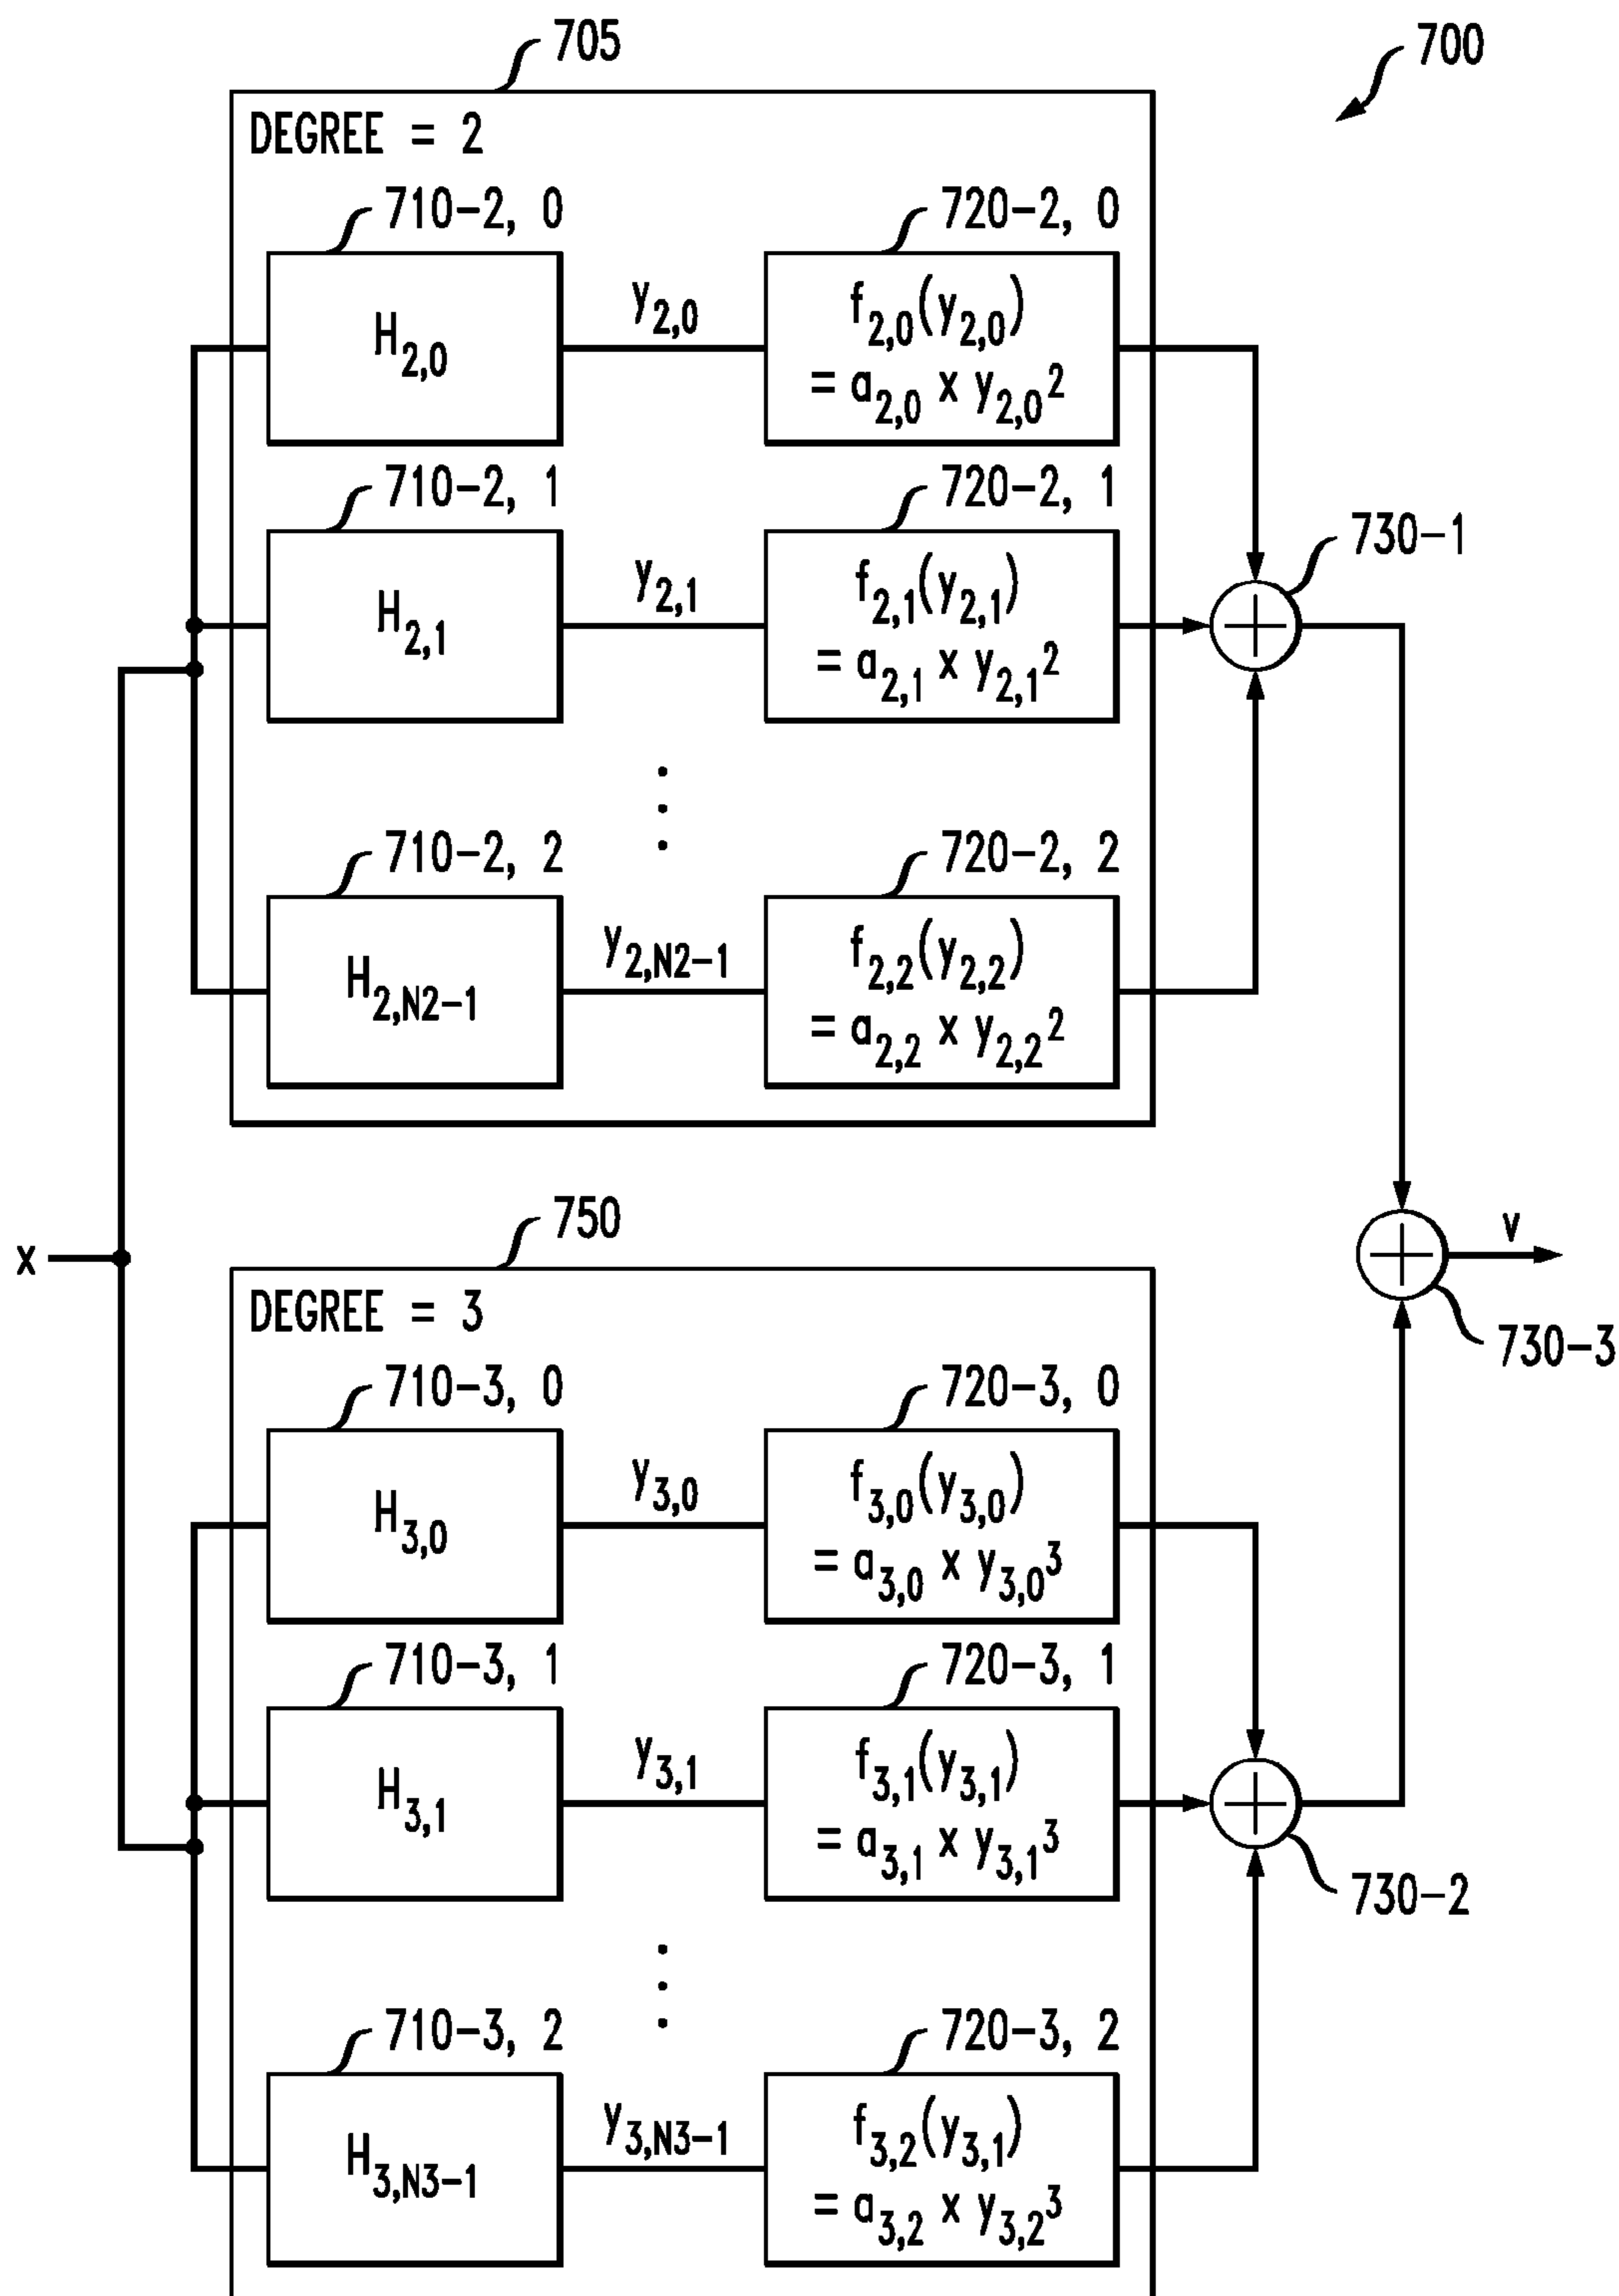 705
700
DEGREE = 2
710-2, 0
720-2, 0
H2,0
y2,0
f2,0(y2,0)
= a2,0 x y2,0²
710-2, 1
720-2, 1
730-1
H2,1
y2,1
f2,1(y2,1)
= a2,1 x y2,1²
710-2, 2
720-2, 2
H2,N2-1
y2,N2-1
f2,2(y2,2)
= a2,2 x y2,2²
750
x
v
730-3
DEGREE = 3
710-3, 0
720-3, 0
H3,0
y3,0
f3,0(y3,0)
= a3,0 x y3,0³
710-3, 1
720-3, 1
H3,1
y3,1
f3,1(y3,1)
= a3,1 x y3,1³
730-2
710-3, 2
720-3, 2
H3,N3-1
y3,N3-1
f3,2(y3,1)
= a3,2 x y3,2³